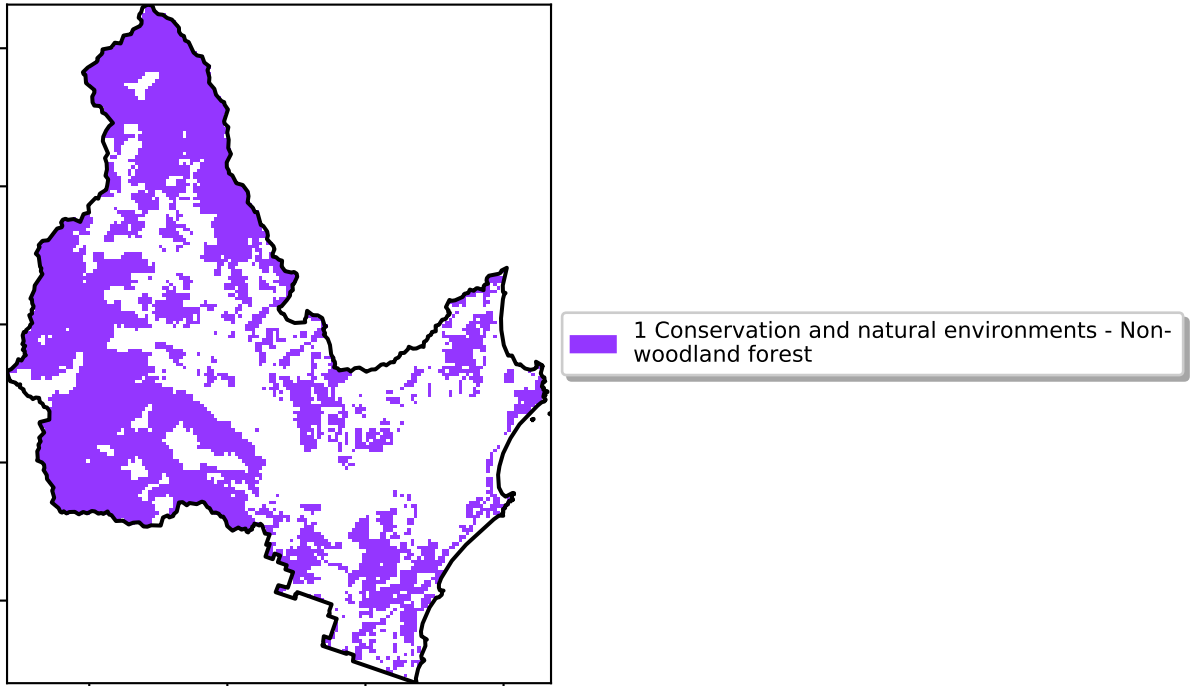 1 Conservation and natural environments - Non-
woodland forest